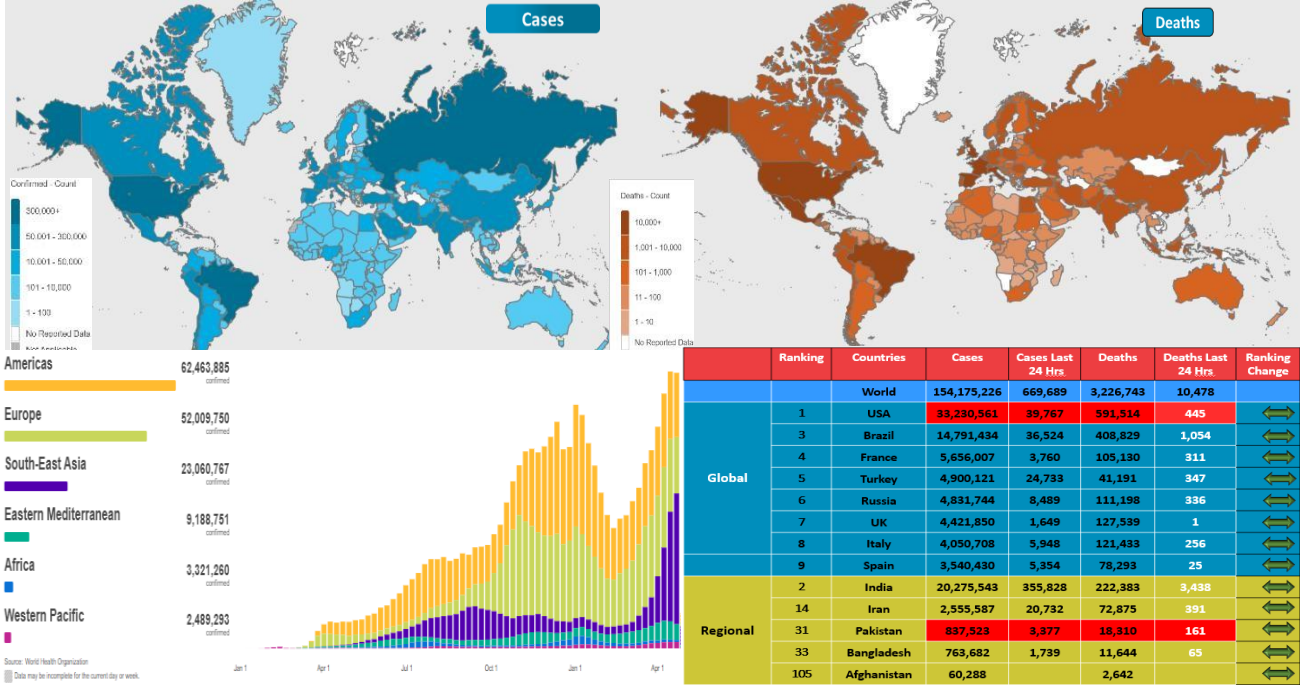 Cases
Confirmed - Count
300,000+
50,001 - 300,000
10,001 - 50,000
101 - 10,000
1 - 100
No Reported Data
Not Applicable
Deaths
Deaths - Count
10,000+
1,001 - 10,000
101 - 1,000
11 - 100
1 - 10
No Reported Data
Americas 62,463,885
confirmed
Europe 52,009,750
confirmed
South-East Asia 23,060,767
confirmed
Eastern Mediterranean 9,188,751
confirmed
Africa 3,321,260
confirmed
Western Pacific 2,489,293
confirmed
Source: World Health Organization
Data may be incomplete for the current day or week.
Jan 1 Apr 1 Jul 1 Oct 1 Jan 1 Apr 1
Ranking Countries Cases Cases Last 24 Hrs Deaths Deaths Last 24 Hrs Ranking Change
World 154,175,226 669,689 3,226,743 10,478
Global
1 USA 33,230,561 39,767 591,514 445
3 Brazil 14,791,434 36,524 408,829 1,054
4 France 5,656,007 3,760 105,130 311
5 Turkey 4,900,121 24,733 41,191 347
6 Russia 4,831,744 8,489 111,198 336
7 UK 4,421,850 1,649 127,539 1
8 Italy 4,050,708 5,948 121,433 256
9 Spain 3,540,430 5,354 78,293 25
Regional
2 India 20,275,543 355,828 222,383 3,438
14 Iran 2,555,587 20,732 72,875 391
31 Pakistan 837,523 3,377 18,310 161
33 Bangladesh 763,682 1,739 11,644 65
105 Afghanistan 60,288 2,642